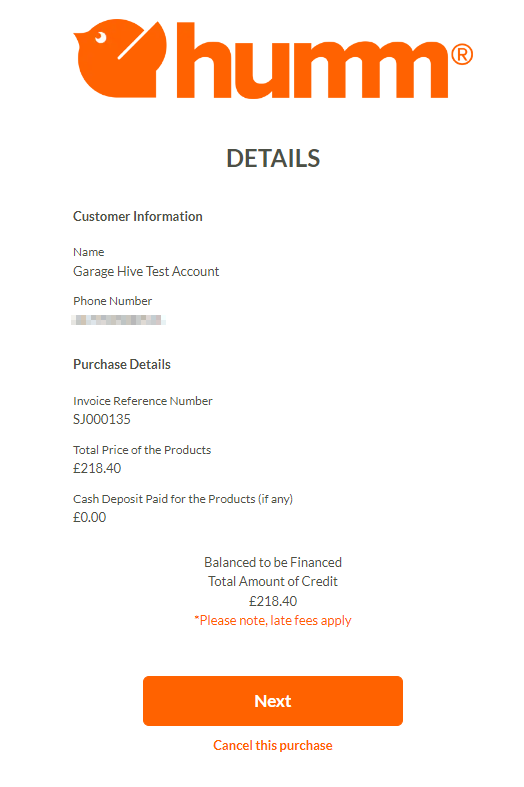 humm®
DETAILS
Customer Information
Name
Garage Hive Test Account
Phone Number
Purchase Details
Invoice Reference Number
SJ000135
Total Price of the Products
£218.40
Cash Deposit Paid for the Products (if any)
£0.00
Balanced to be Financed
Total Amount of Credit
£218.40
*Please note, late fees apply
Next
Cancel this purchase